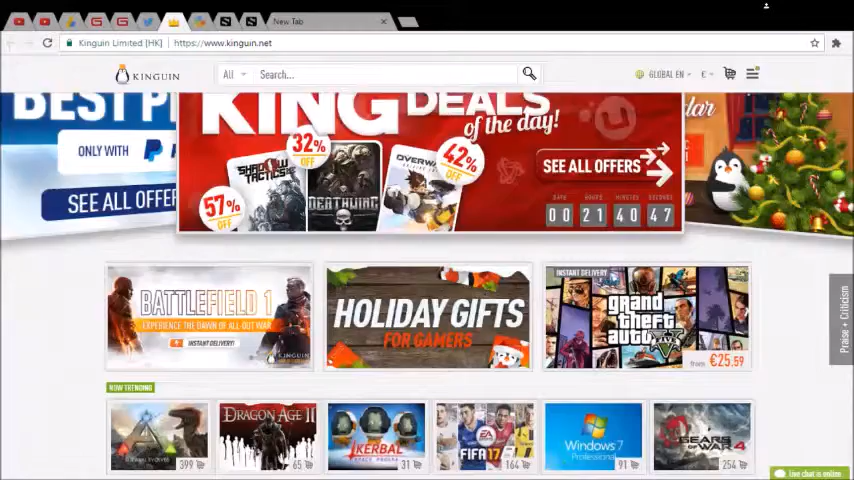 New Tab
Kinguin Limited [HK] https://www.kinguin.net
KINGUIN
All
Search...
GLOBAL EN
€
BEST
ONLY WITH
SEE ALL OFFER
KING DEALS
of the day!
32%
OFF
42%
OFF
57%
OFF
SHADOW
TACTICS
DEATHWING
OVERW
SEE ALL OFFERS
DAYS HOURS MINUTES SECONDS
00 21 40 47
BATTLEFIELD 1
EXPERIENCE THE DAWN OF ALL-OUT WAR
INSTANT DELIVERY!
KINGUIN
HOLIDAY GIFTS
FOR GAMERS
INSTANT DELIVERY
grand
theft
auto
V
from €25.59
Praise + Criticism
NOW TRENDING
ARK
399
DRAGON AGE II
65
KERBAL
SPACE PROGRAM
31
EA
FIFA 17
164
Windows 7
Professional
91
GEARS
OF WAR 4
254
live chat is online